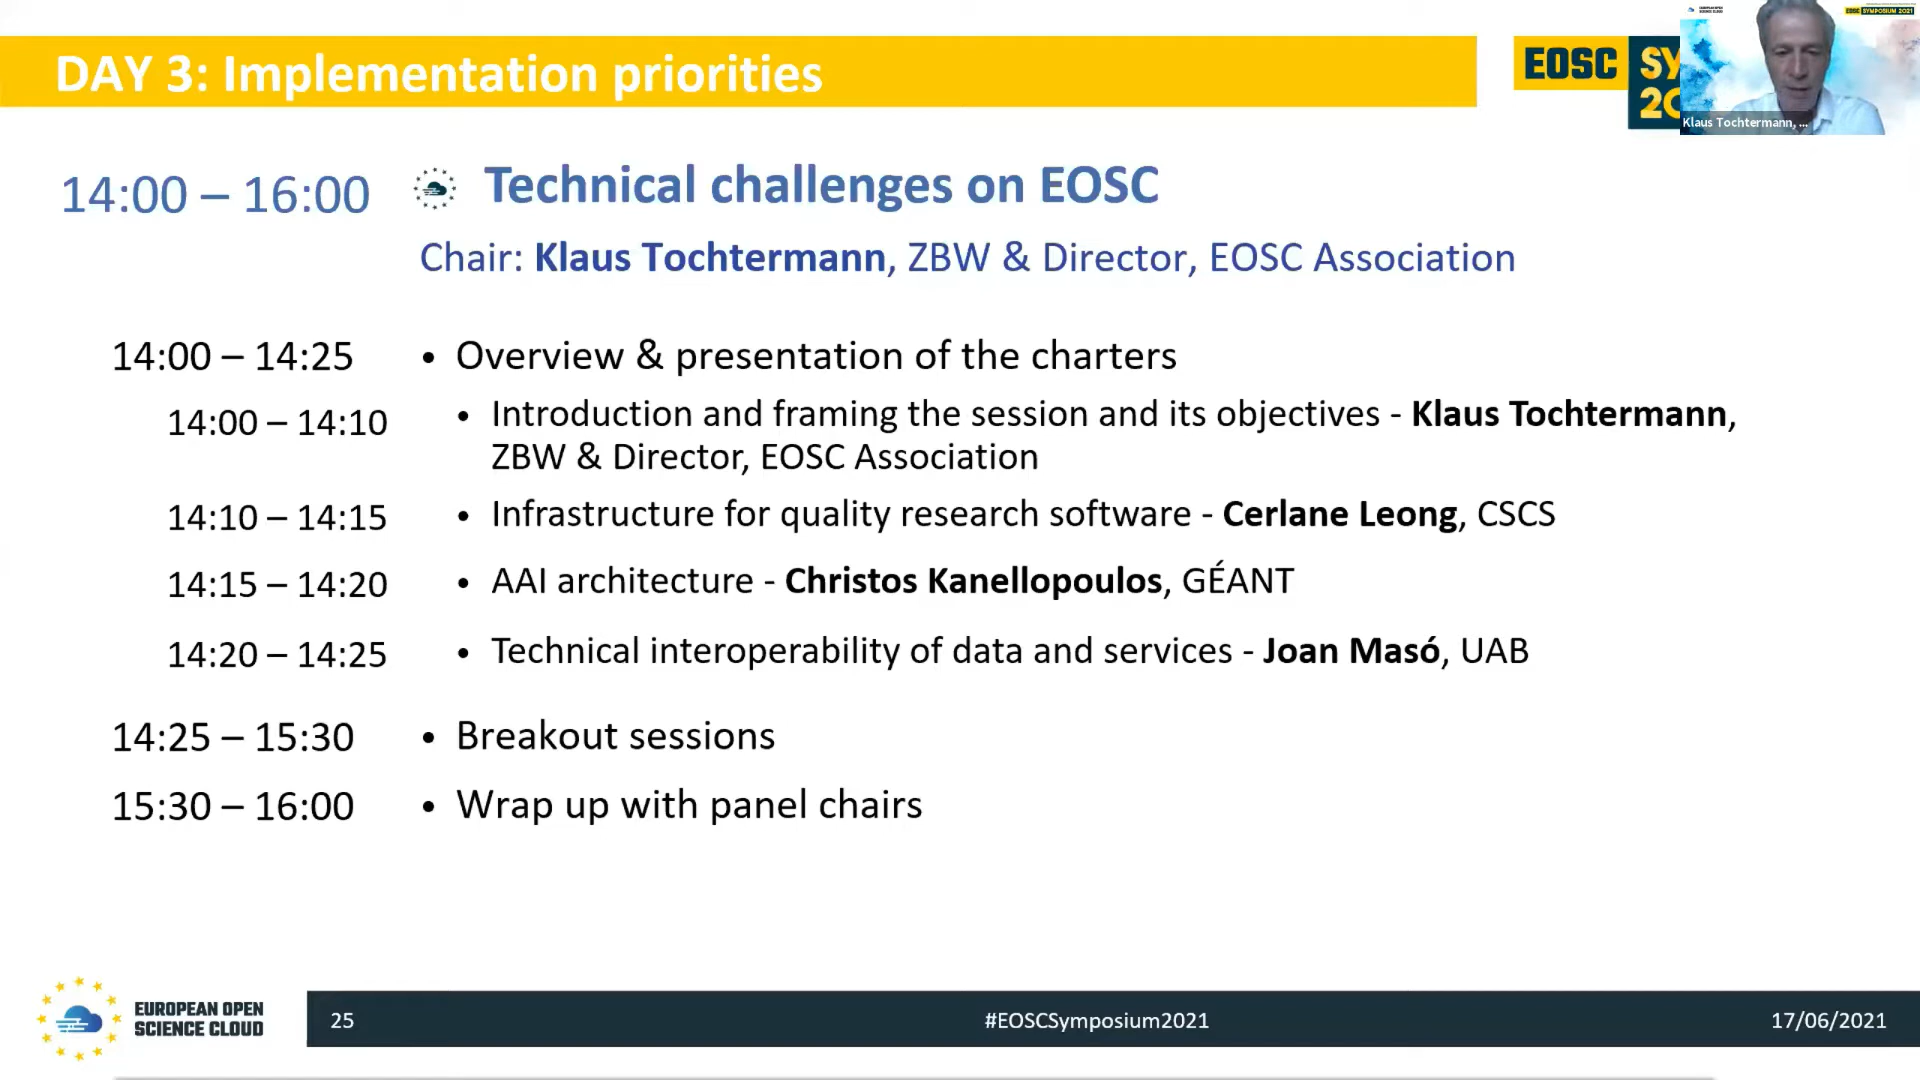 DAY 3: Implementation priorities
EOSC
SY
20
EOSC SYMPOSIUM 2021
Klaus Tochtermann, ...
14:00 – 16:00
Technical challenges on EOSC
Chair: Klaus Tochtermann, ZBW & Director, EOSC Association
14:00 – 14:25 • Overview & presentation of the charters
14:00 – 14:10 • Introduction and framing the session and its objectives - Klaus Tochtermann,
ZBW & Director, EOSC Association
14:10 – 14:15 • Infrastructure for quality research software - Cerlane Leong, CSCS
14:15 – 14:20 • AAI architecture - Christos Kanellopoulos, GÉANT
14:20 – 14:25 • Technical interoperability of data and services - Joan Masó, UAB
14:25 – 15:30 • Breakout sessions
15:30 – 16:00 • Wrap up with panel chairs
EUROPEAN OPEN
SCIENCE CLOUD
25
#EOSCSymposium2021
17/06/2021